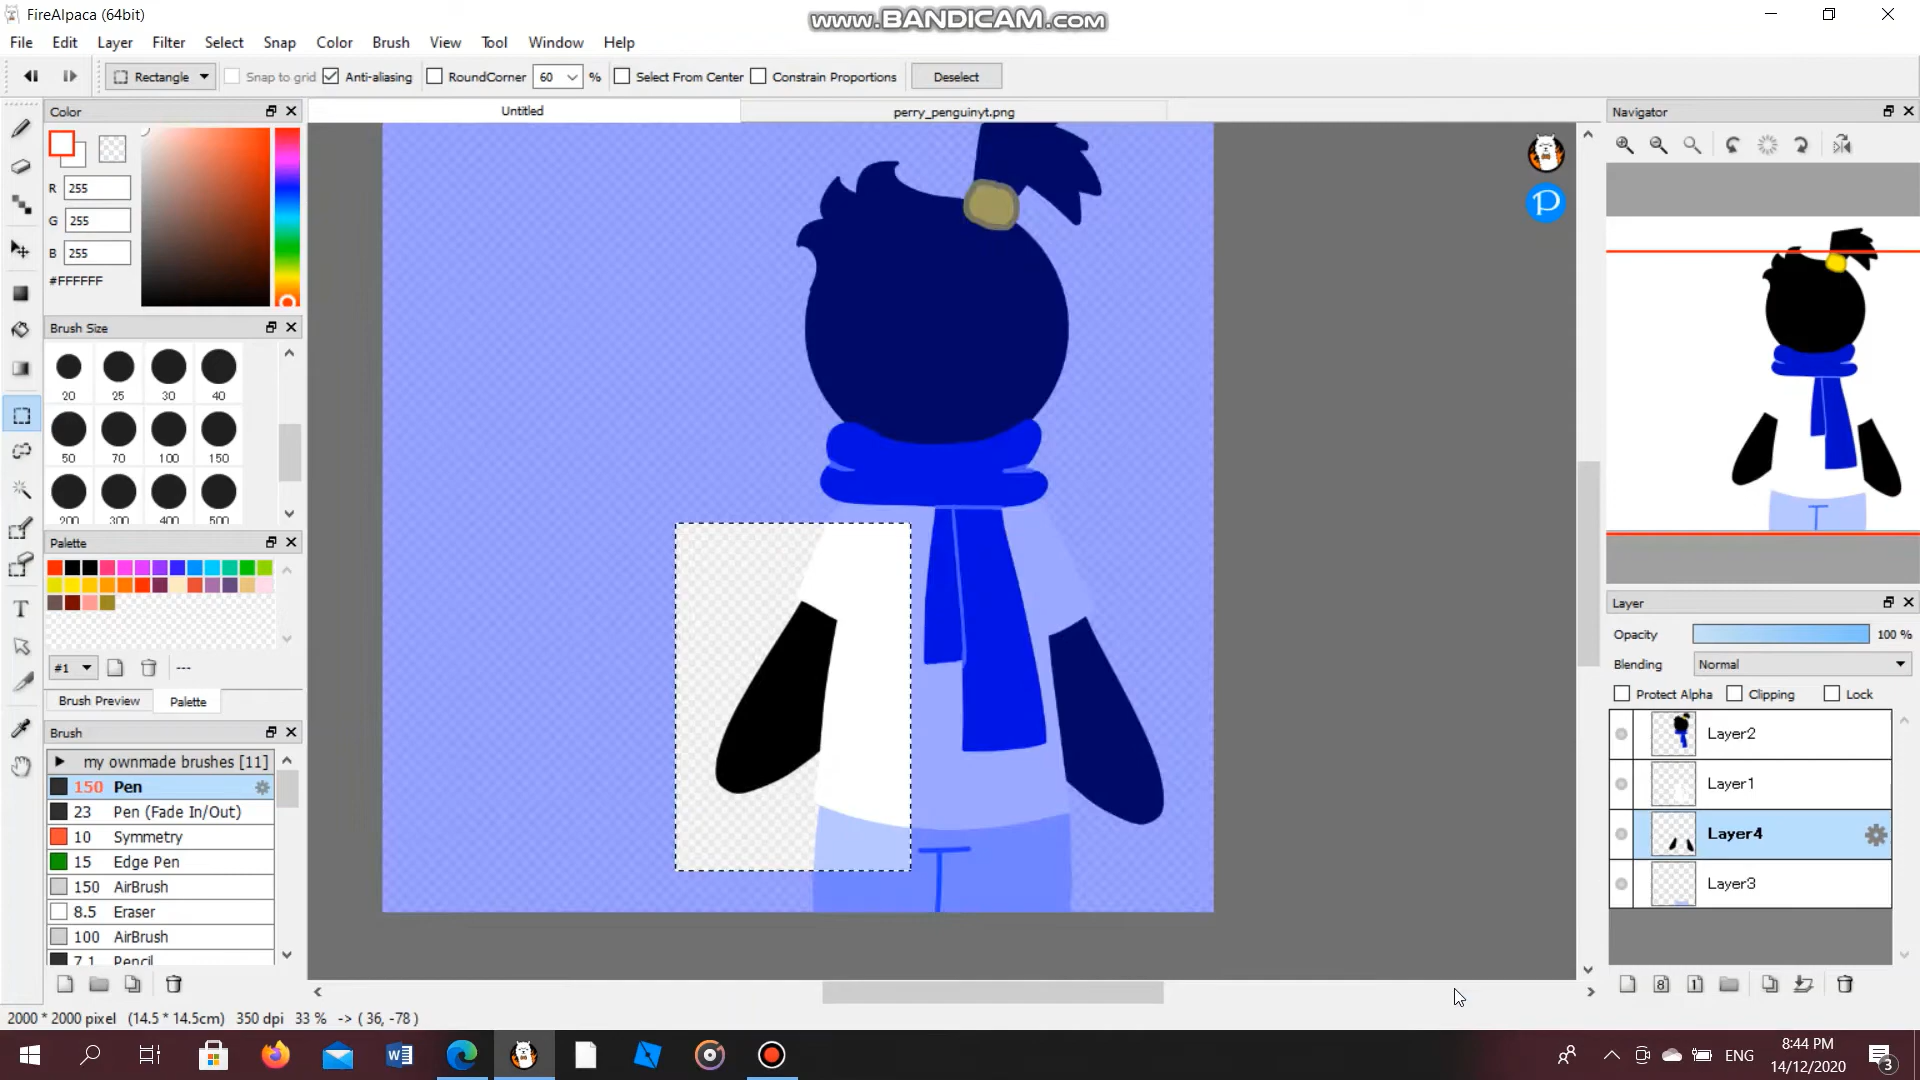 FireAlpaca (64bit)
www.BANDICAM.com
File Edit Layer Filter Select Snap Color Brush View Tool Window Help
Rectangle Snap to grid Anti-aliasing RoundCorner 60 % Select From Center Constrain Proportions Deselect
Color
Untitled
perry_penguinyt.png
Navigator
R 255
G 255
B 255
#FFFFFF
P
Brush Size
20 25 30 40
50 70 100 150
200 300 400 500
Palette
#1 ---
Brush Preview Palette
Brush
my ownmade brushes [11]
150 Pen
23 Pen (Fade In/Out)
10 Symmetry
15 Edge Pen
150 AirBrush
8.5 Eraser
100 AirBrush
7.1 Pencil
Layer
Opacity 100 %
Blending Normal
Protect Alpha Clipping Lock
Layer2
Layer1
Layer4
Layer3
8 1
2000 * 2000 pixel (14.5 * 14.5cm) 350 dpi 33 % -> ( 36, -78 )
ENG
8:44 PM
14/12/2020
3